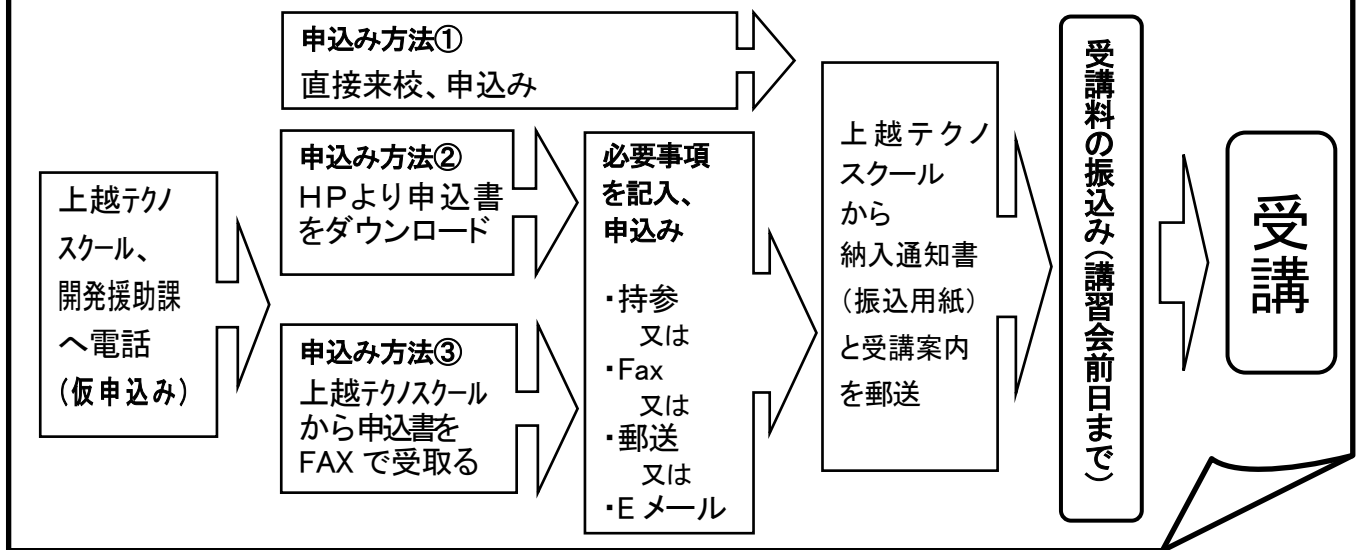 上越テクノ
スクール、
開発援助課
へ電話
(仮申込み)
申込み方法①
直接来校、申込み
申込み方法②
HPより申込書
をダウンロード
申込み方法③
上越テクノスクール
から申込書を
FAXで受取る
必要事項
を記入、
申込み
・持参
又は
・Fax
又は
・郵送
又は
・Eメール
上越テクノ
スクール
から
納入通知書
(振込用紙)
と受講案内
を郵送
受講料の振込み(講習会前日まで)
受講